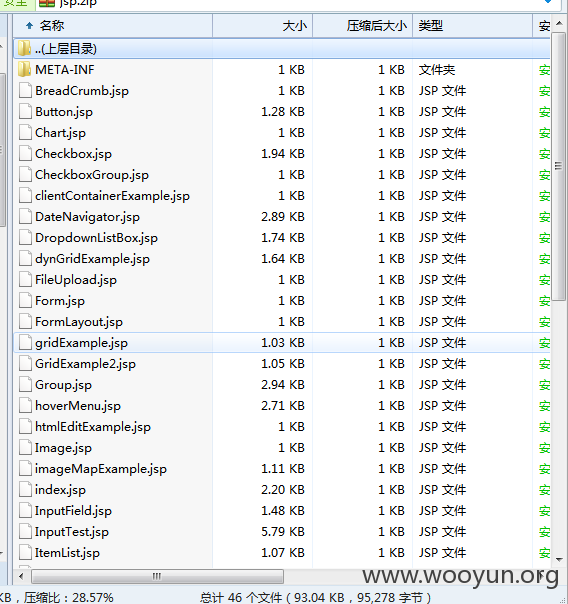 安全 jsp.zip
名称 大小 压缩后大小 类型 安
..(上层目录)
META-INF 1 KB 1 KB 文件夹 安
BreadCrumb.jsp 1 KB 1 KB JSP 文件 安
Button.jsp 1.28 KB 1 KB JSP 文件 安
Chart.jsp 1 KB 1 KB JSP 文件 安
Checkbox.jsp 1.94 KB 1 KB JSP 文件 安
CheckboxGroup.jsp 1 KB 1 KB JSP 文件 安
clientContainerExample.jsp 1 KB 1 KB JSP 文件 安
DateNavigator.jsp 2.89 KB 1 KB JSP 文件 安
DropdownListBox.jsp 1.74 KB 1 KB JSP 文件 安
dynGridExample.jsp 1.64 KB 1 KB JSP 文件 安
FileUpload.jsp 1 KB 1 KB JSP 文件 安
Form.jsp 1 KB 1 KB JSP 文件 安
FormLayout.jsp 1 KB 1 KB JSP 文件 安
gridExample.jsp 1.03 KB 1 KB JSP 文件 安
GridExample2.jsp 1.05 KB 1 KB JSP 文件 安
Group.jsp 2.94 KB 1 KB JSP 文件 安
hoverMenu.jsp 2.71 KB 1 KB JSP 文件 安
htmlEditExample.jsp 1 KB 1 KB JSP 文件 安
Image.jsp 1 KB 1 KB JSP 文件 安
imageMapExample.jsp 1.11 KB 1 KB JSP 文件 安
index.jsp 2.20 KB 1 KB JSP 文件 安
InputField.jsp 1.48 KB 1 KB JSP 文件 安
InputTest.jsp 5.79 KB 1 KB JSP 文件 安
ItemList.jsp 1.07 KB 1 KB JSP 文件 安
www.wooyun.org
KB，压缩比：28.57% 总计 46 个文件（93.04 KB，95,278 字节）